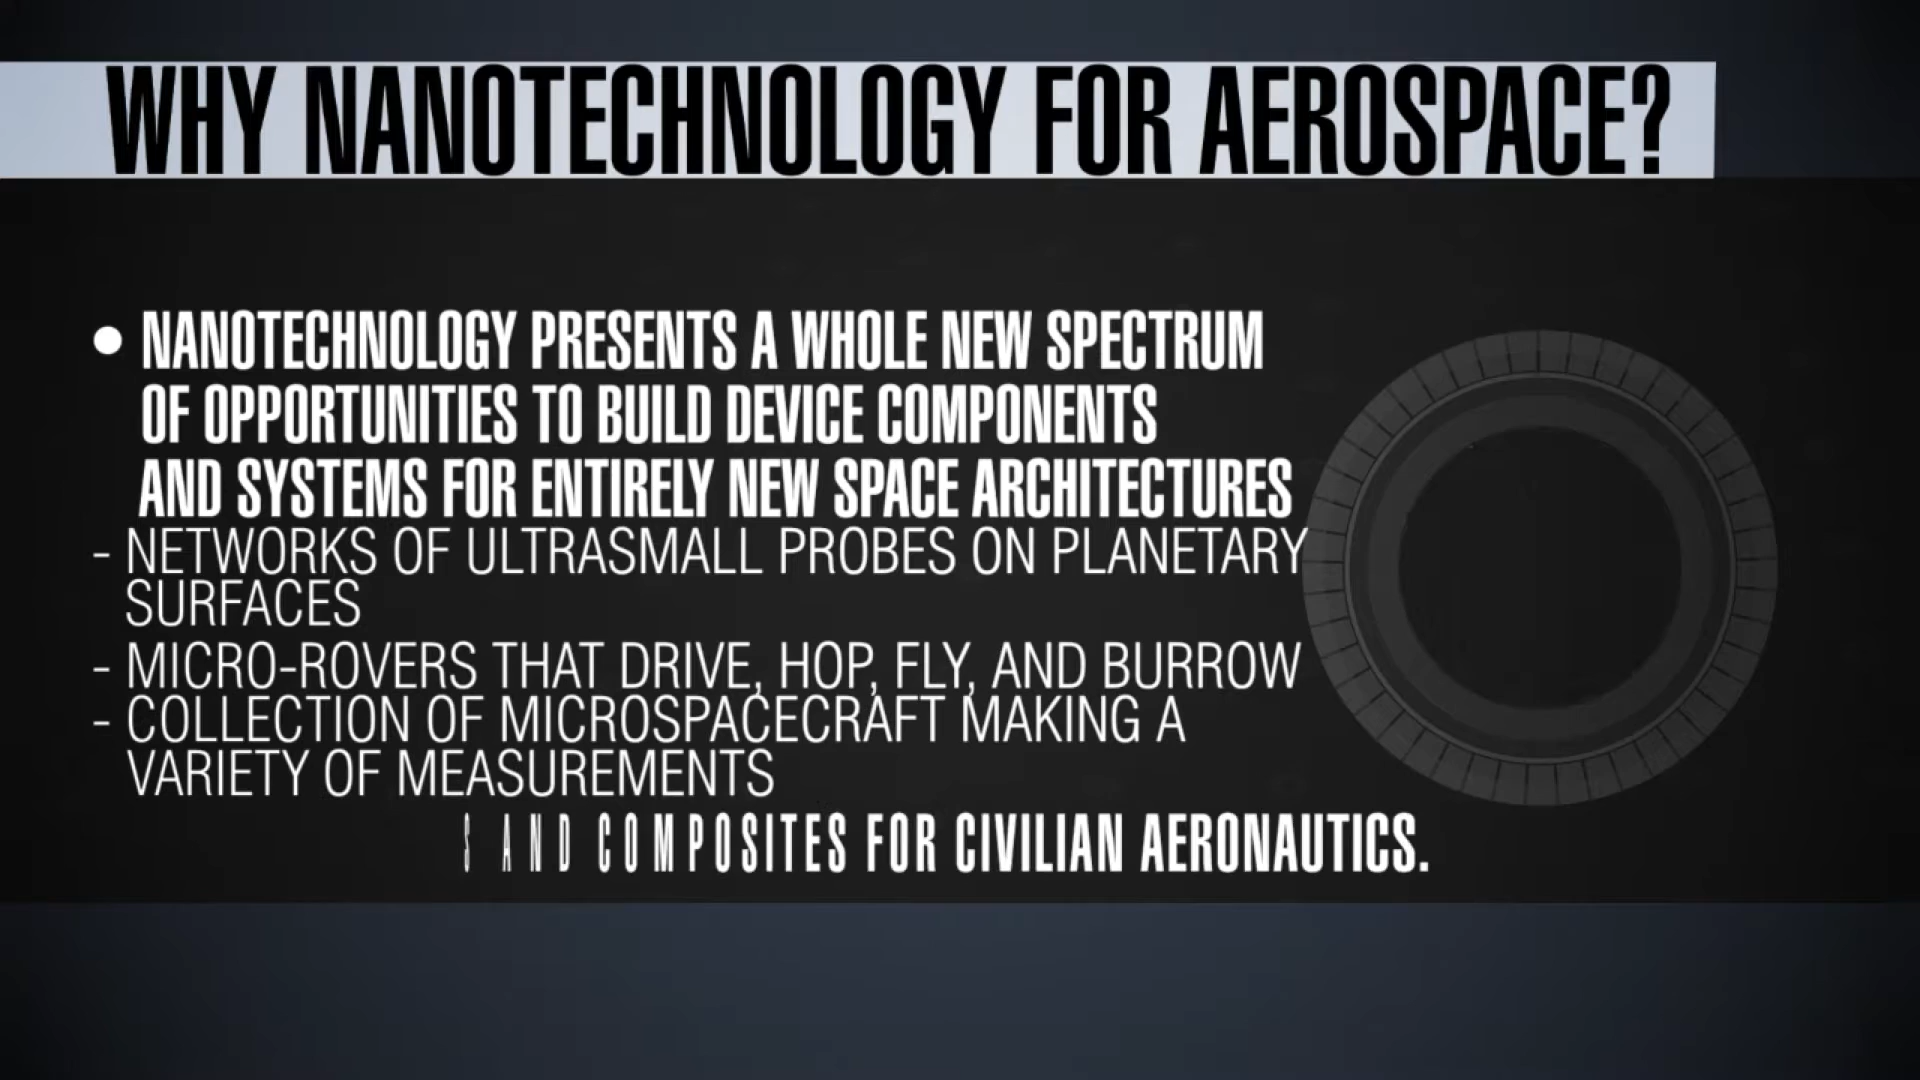 WHY NANOTECHNOLOGY FOR AEROSPACE?
● NANOTECHNOLOGY PRESENTS A WHOLE NEW SPECTRUM
OF OPPORTUNITIES TO BUILD DEVICE COMPONENTS
AND SYSTEMS FOR ENTIRELY NEW SPACE ARCHITECTURES
- NETWORKS OF ULTRASMALL PROBES ON PLANETARY
SURFACES
- MICRO-ROVERS THAT DRIVE, HOP, FLY, AND BURROW
- COLLECTION OF MICROSPACECRAFT MAKING A
VARIETY OF MEASUREMENTS
S AND COMPOSITES FOR CIVILIAN AERONAUTICS.